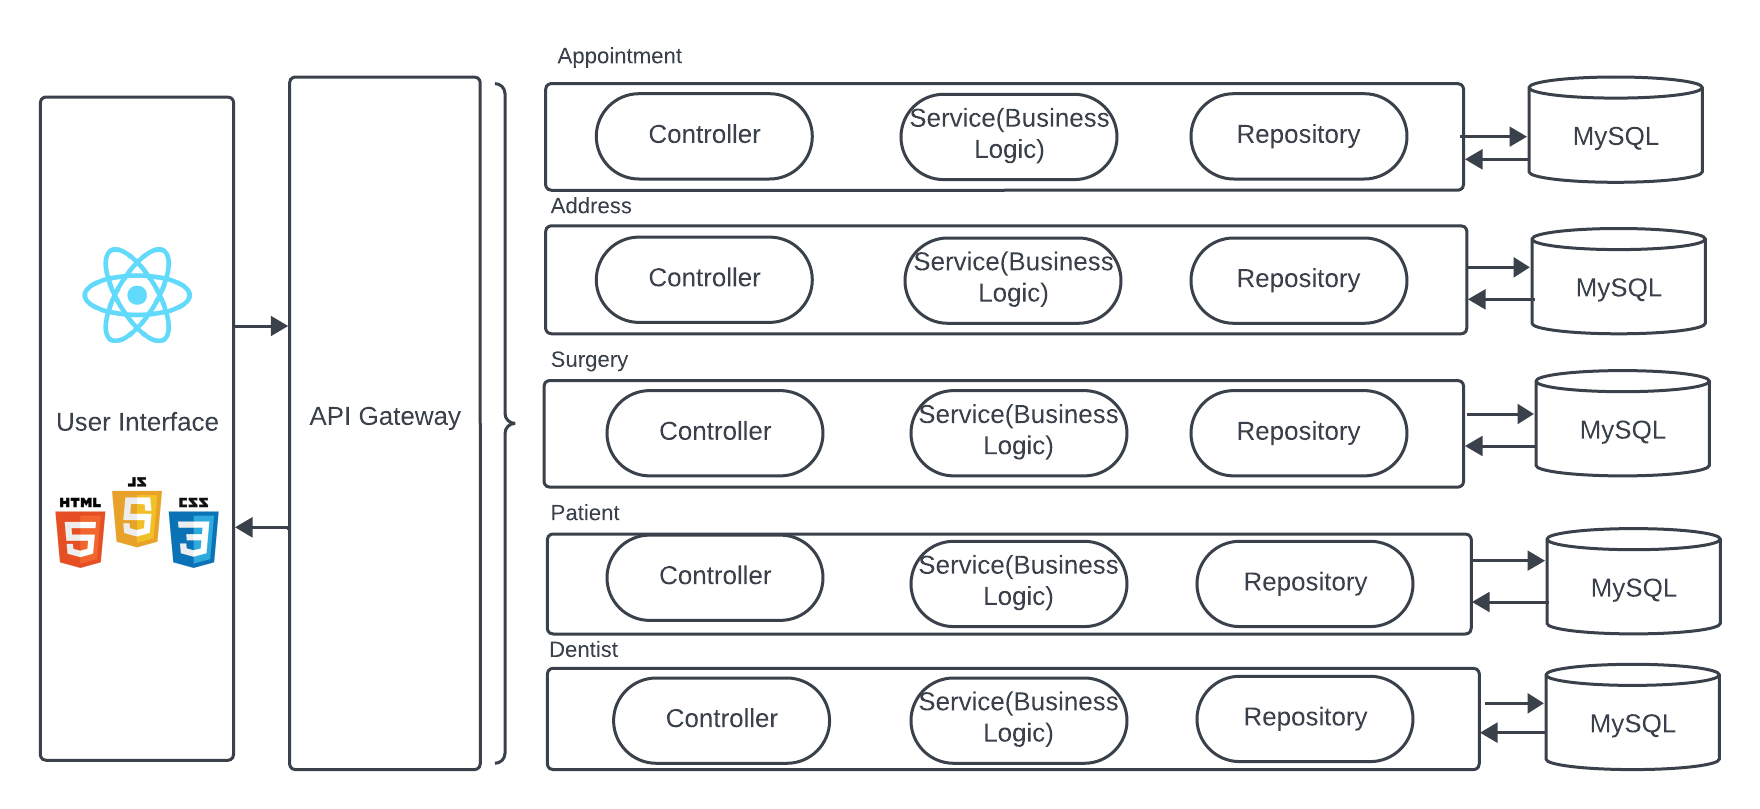 Appointment
Controller
Service(Business
Logic)
Repository
MySQL
Address
Controller
Service(Business
Logic)
Repository
MySQL
Surgery
Controller
Service(Business
Logic)
Repository
MySQL
Patient
Controller
Service(Business
Logic)
Repository
MySQL
Dentist
Controller
Service(Business
Logic)
Repository
MySQL
User Interface
HTML
5
JS
5
CSS
3
API Gateway